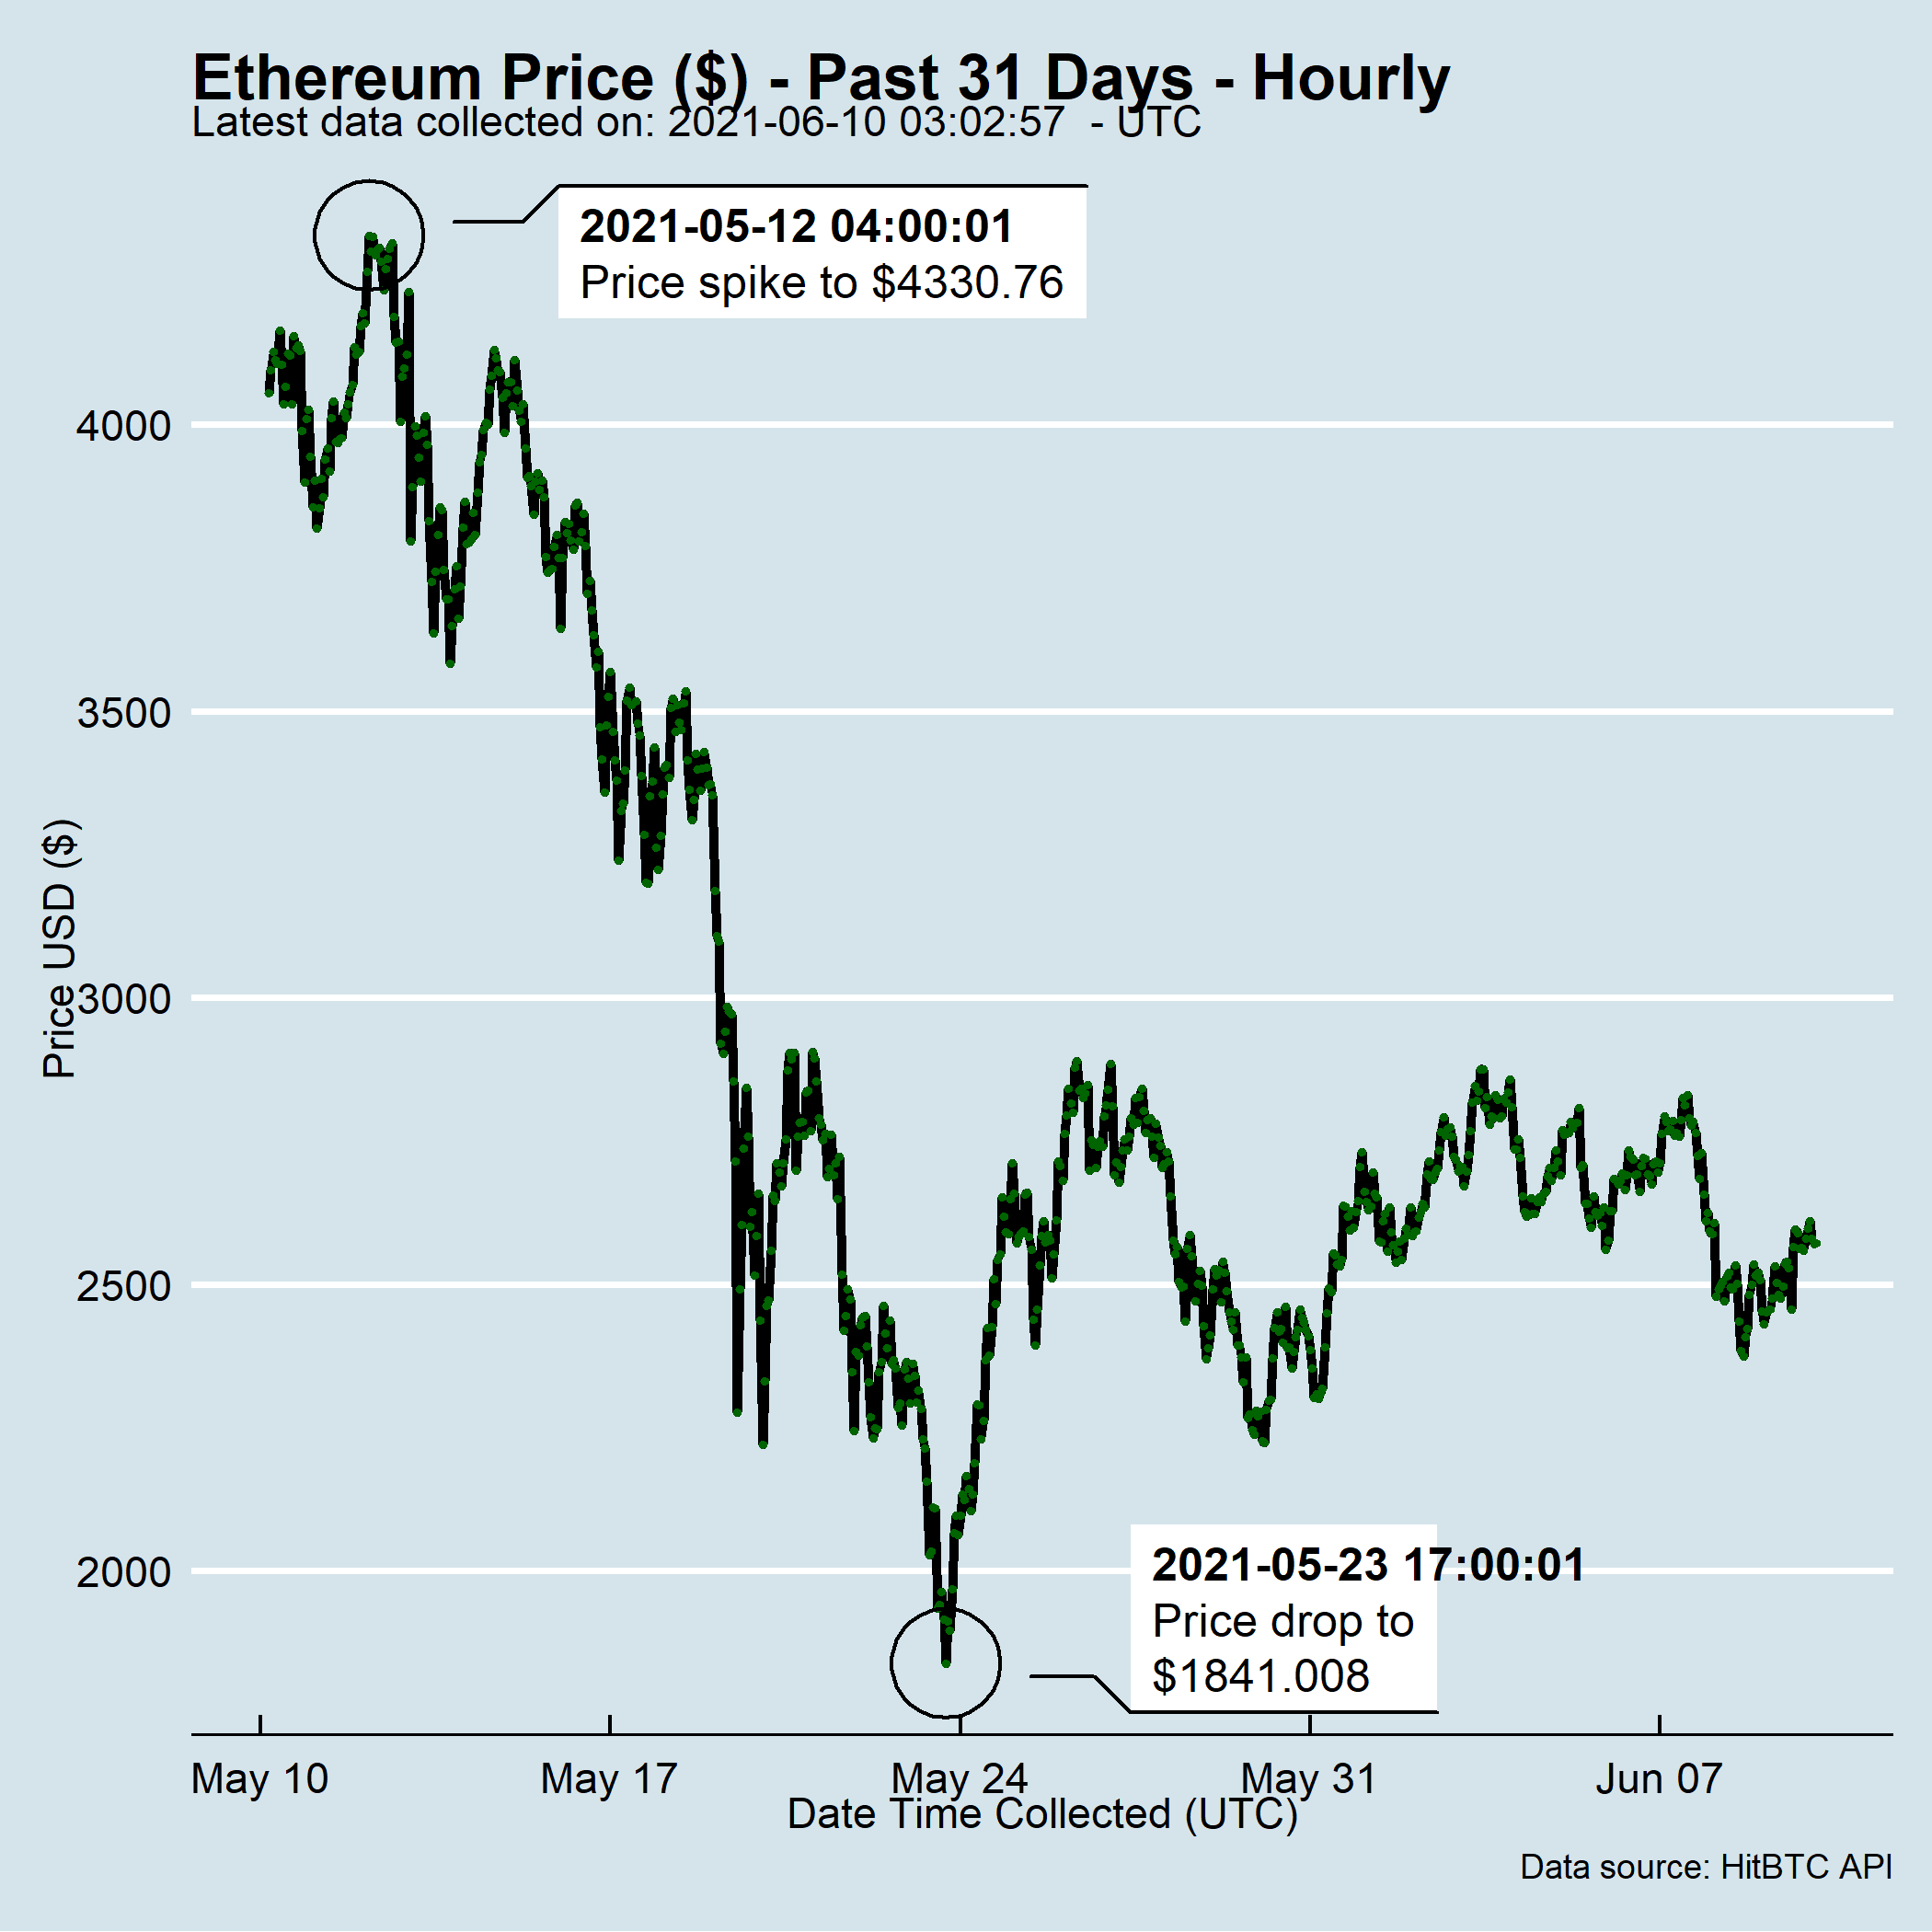 Ethereum Price ($) - Past 31 Days - Hourly
Latest data collected on: 2021-06-10 03:02:57  - UTC
2021-05-12 04:00:01
Price spike to $4330.76
4000
3500
3000
2500
2000
Price USD ($)
2021-05-23 17:00:01
Price drop to
$1841.008
May 10
May 17
May 24
May 31
Jun 07
Date Time Collected (UTC)
Data source: HitBTC API